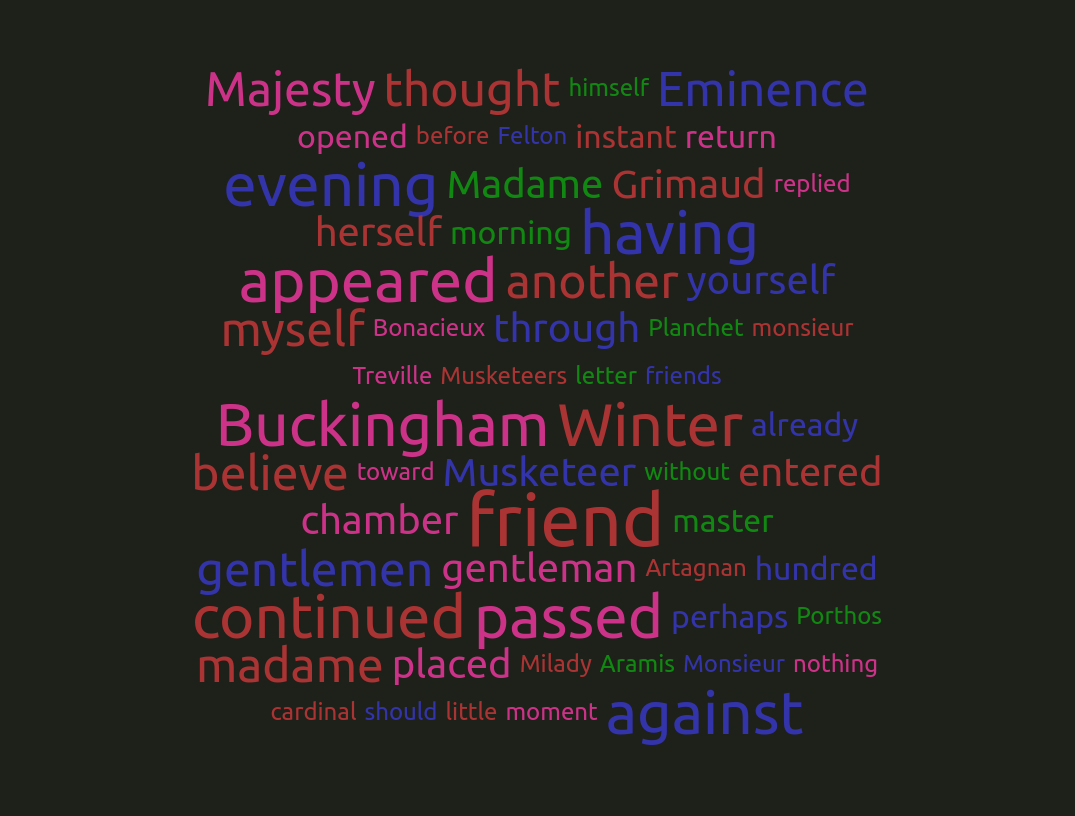 Majesty thought himself Eminence
opened before Felton instant return
evening Madame Grimaud replied
herself morning having
appeared another yourself
myself Bonacieux through Planchet monsieur
Treville Musketeers letter friends
Buckingham Winter already
believe toward Musketeer without entered
chamber friend master
gentlemen gentleman Artagnan hundred
continued passed perhaps Porthos
madame placed Milady Aramis Monsieur nothing
cardinal should little moment against